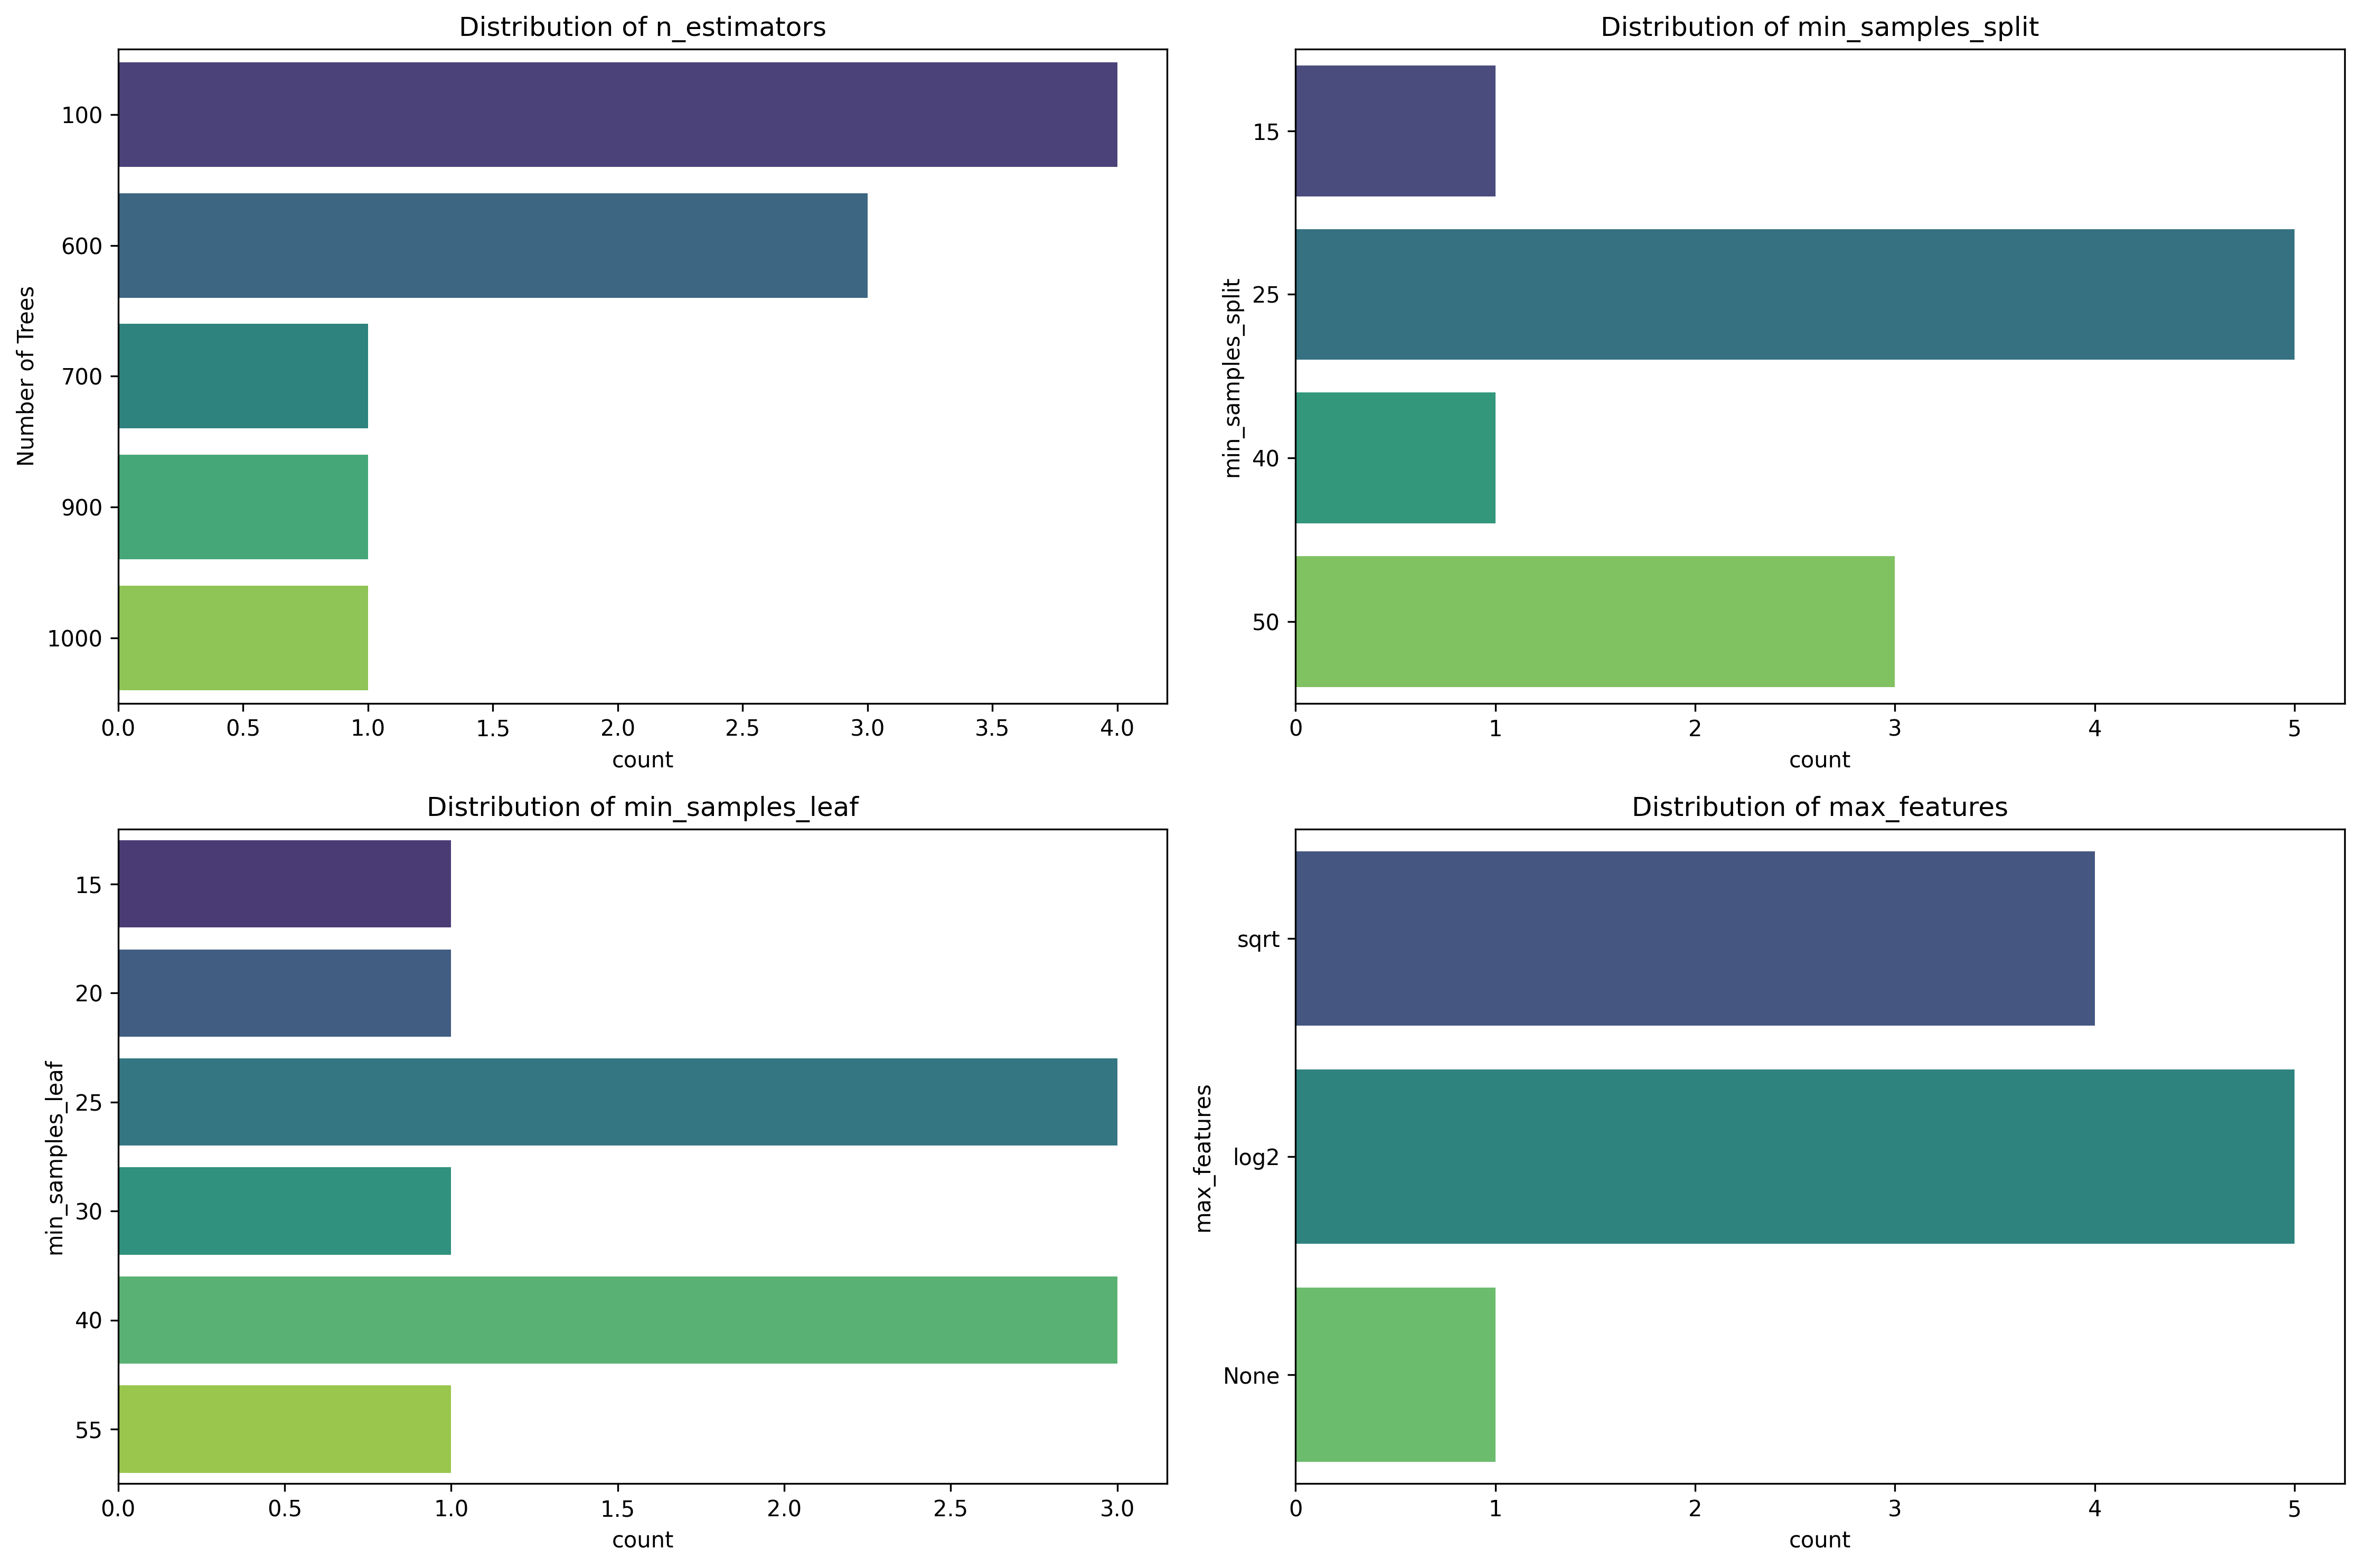 Distribution of n_estimators
Number of Trees
100
600
700
900
1000
0.0 0.5 1.0 1.5 2.0 2.5 3.0 3.5 4.0
count
Distribution of min_samples_split
min_samples_split
15
25
40
50
0 1 2 3 4 5
count
Distribution of min_samples_leaf
min_samples_leaf
15
20
25
30
40
55
0.0 0.5 1.0 1.5 2.0 2.5 3.0
count
Distribution of max_features
max_features
sqrt
log2
None
0 1 2 3 4 5
count